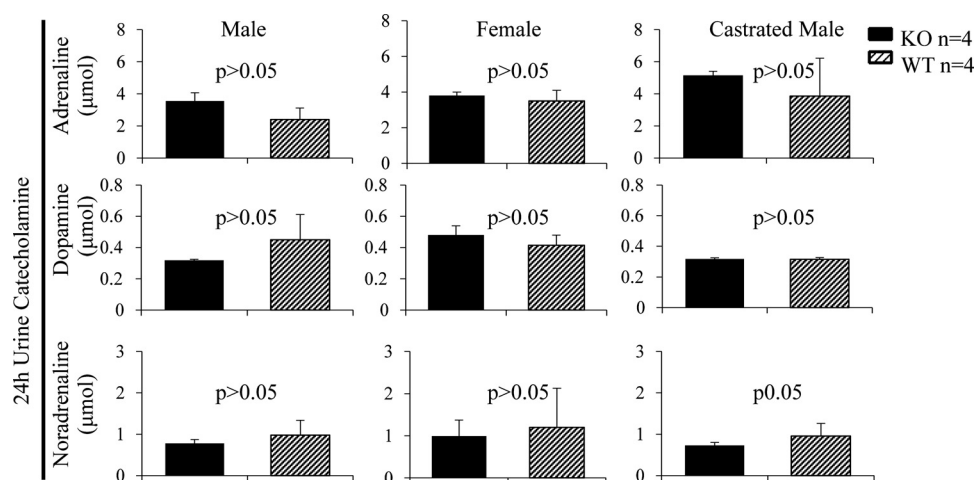 Male
Female
Castrated Male
KO n=4
WT n=4
24h Urine Catecholamine
Adrenaline
(μmol)
8
6
4
2
0
p>0.05
8
6
4
2
0
p>0.05
8
6
4
2
0
p>0.05
Dopamine
(μmol)
0.8
0.6
0.4
0.2
0
p>0.05
0.8
0.6
0.4
0.2
0
p>0.05
0.8
0.6
0.4
0.2
0
p>0.05
Noradrenaline
(μmol)
3
2
1
0
p>0.05
3
2
1
0
p>0.05
3
2
1
0
p0.05